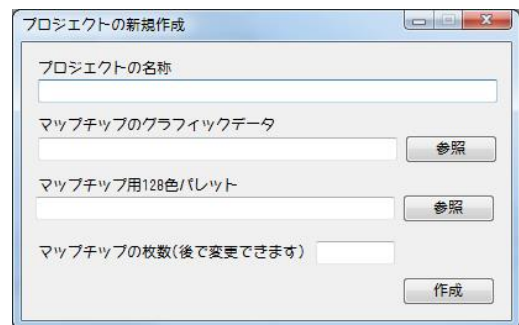 プロジェクトの新規作成
プロジェクトの名称
マップチップのグラフィックデータ
参照
マップチップ用128色パレット
参照
マップチップの枚数(後で変更できます)
作成